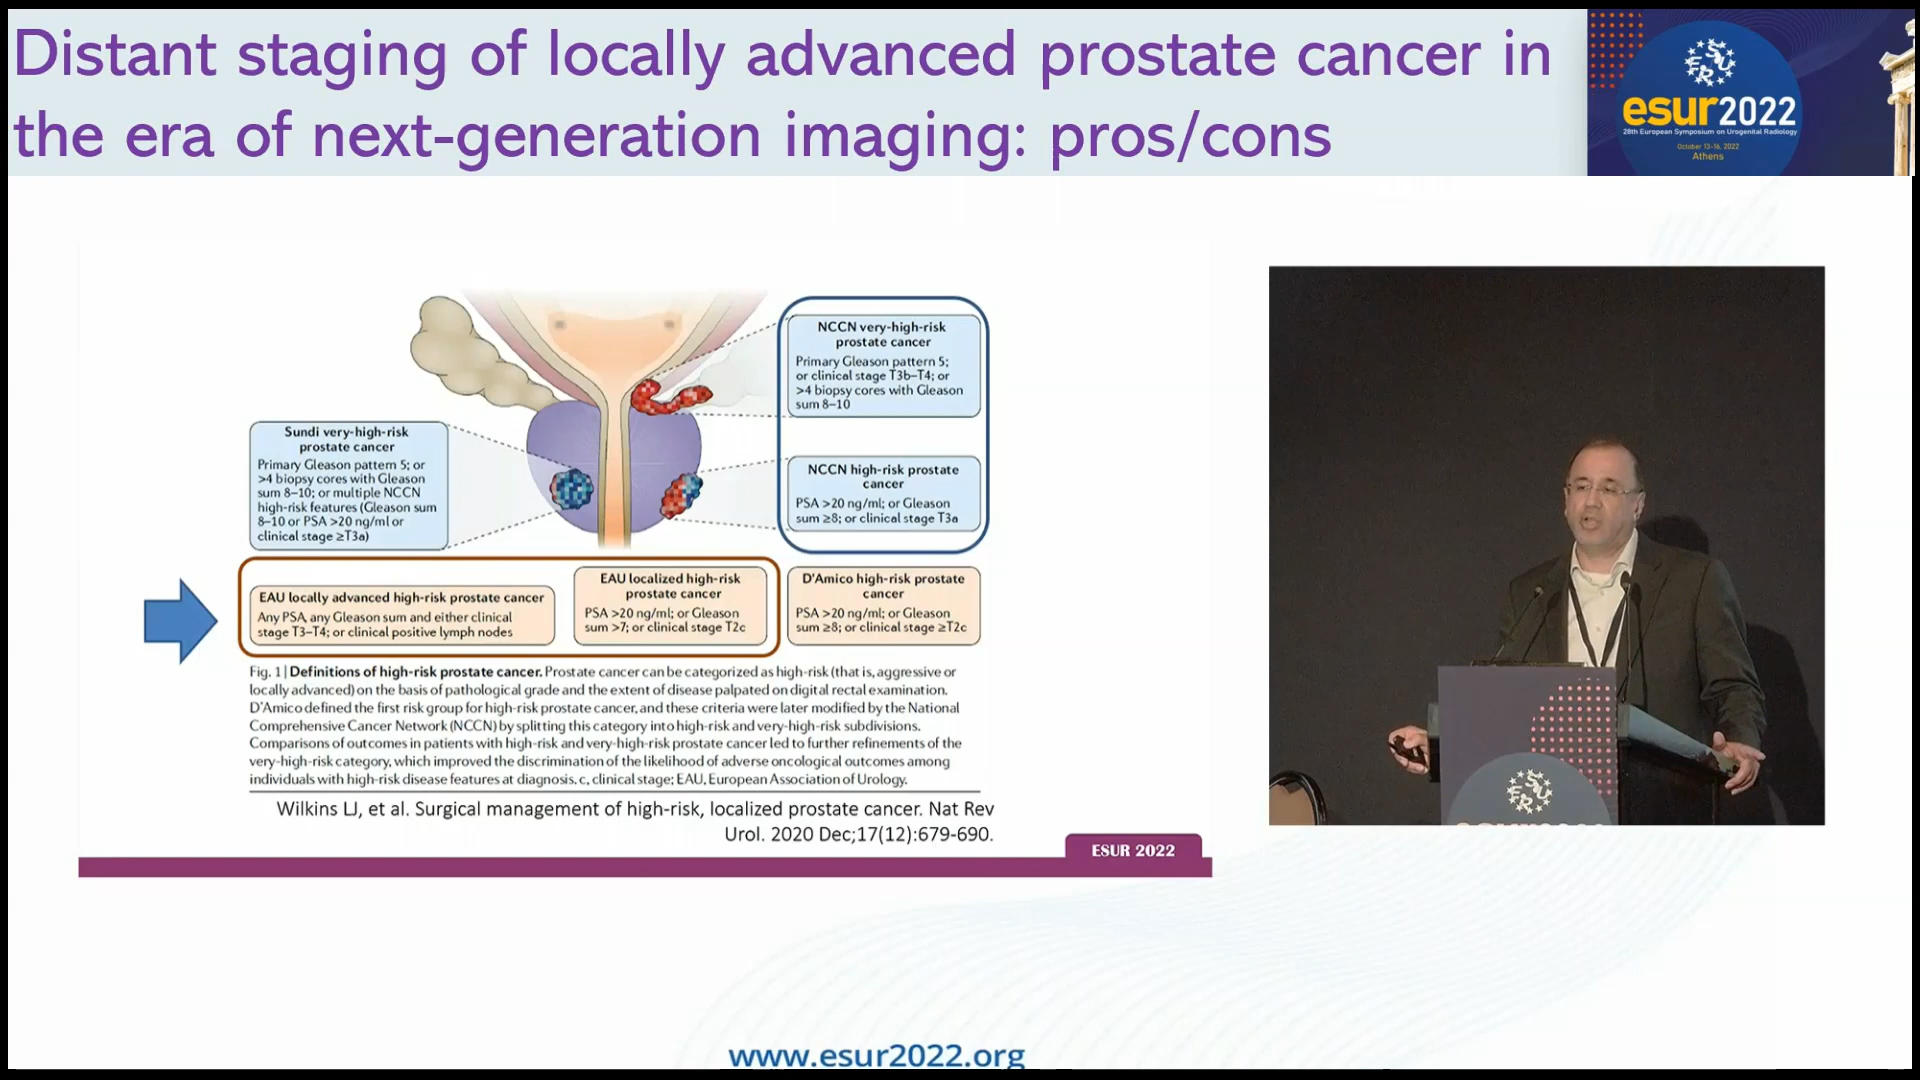 Distant staging of locally advanced prostate cancer in
the era of next-generation imaging: pros/cons
esur2022
28th European Symposium on Urogenital Radiology
October 13-16, 2022
Athens
NCCN very-high-risk
prostate cancer
Primary Gleason pattern 5;
or clinical stage T3b–T4; or
>4 biopsy cores with Gleason
sum 8–10
Sundi very-high-risk
prostate cancer
Primary Gleason pattern 5; or
>4 biopsy cores with Gleason
sum 8–10; or multiple NCCN
high-risk features (Gleason sum
8–10 or PSA >20 ng/ml or
clinical stage ≥T3a)
NCCN high-risk prostate
cancer
PSA >20 ng/ml; or Gleason
sum ≥8; or clinical stage T3a
EAU locally advanced high-risk prostate cancer
Any PSA, any Gleason sum and either clinical
stage T3–T4; or clinical positive lymph nodes
EAU localized high-risk
prostate cancer
PSA >20 ng/ml; or Gleason
sum >7; or clinical stage T2c
D'Amico high-risk prostate
cancer
PSA >20 ng/ml; or Gleason
sum ≥8; or clinical stage ≥T2c
Fig. 1 | Definitions of high-risk prostate cancer. Prostate cancer can be categorized as high-risk (that is, aggressive or
locally advanced) on the basis of pathological grade and the extent of disease palpated on digital rectal examination.
D'Amico defined the first risk group for high-risk prostate cancer, and these criteria were later modified by the National
Comprehensive Cancer Network (NCCN) by splitting this category into high-risk and very-high-risk subdivisions.
Comparisons of outcomes in patients with high-risk and very-high-risk prostate cancer led to further refinements of the
very-high-risk category, which improved the discrimination of the likelihood of adverse oncological outcomes among
individuals with high-risk disease features at diagnosis. c, clinical stage; EAU, European Association of Urology.
Wilkins LJ, et al. Surgical management of high-risk, localized prostate cancer. Nat Rev
Urol. 2020 Dec;17(12):679-690.
ESUR 2022
www.esur2022.org